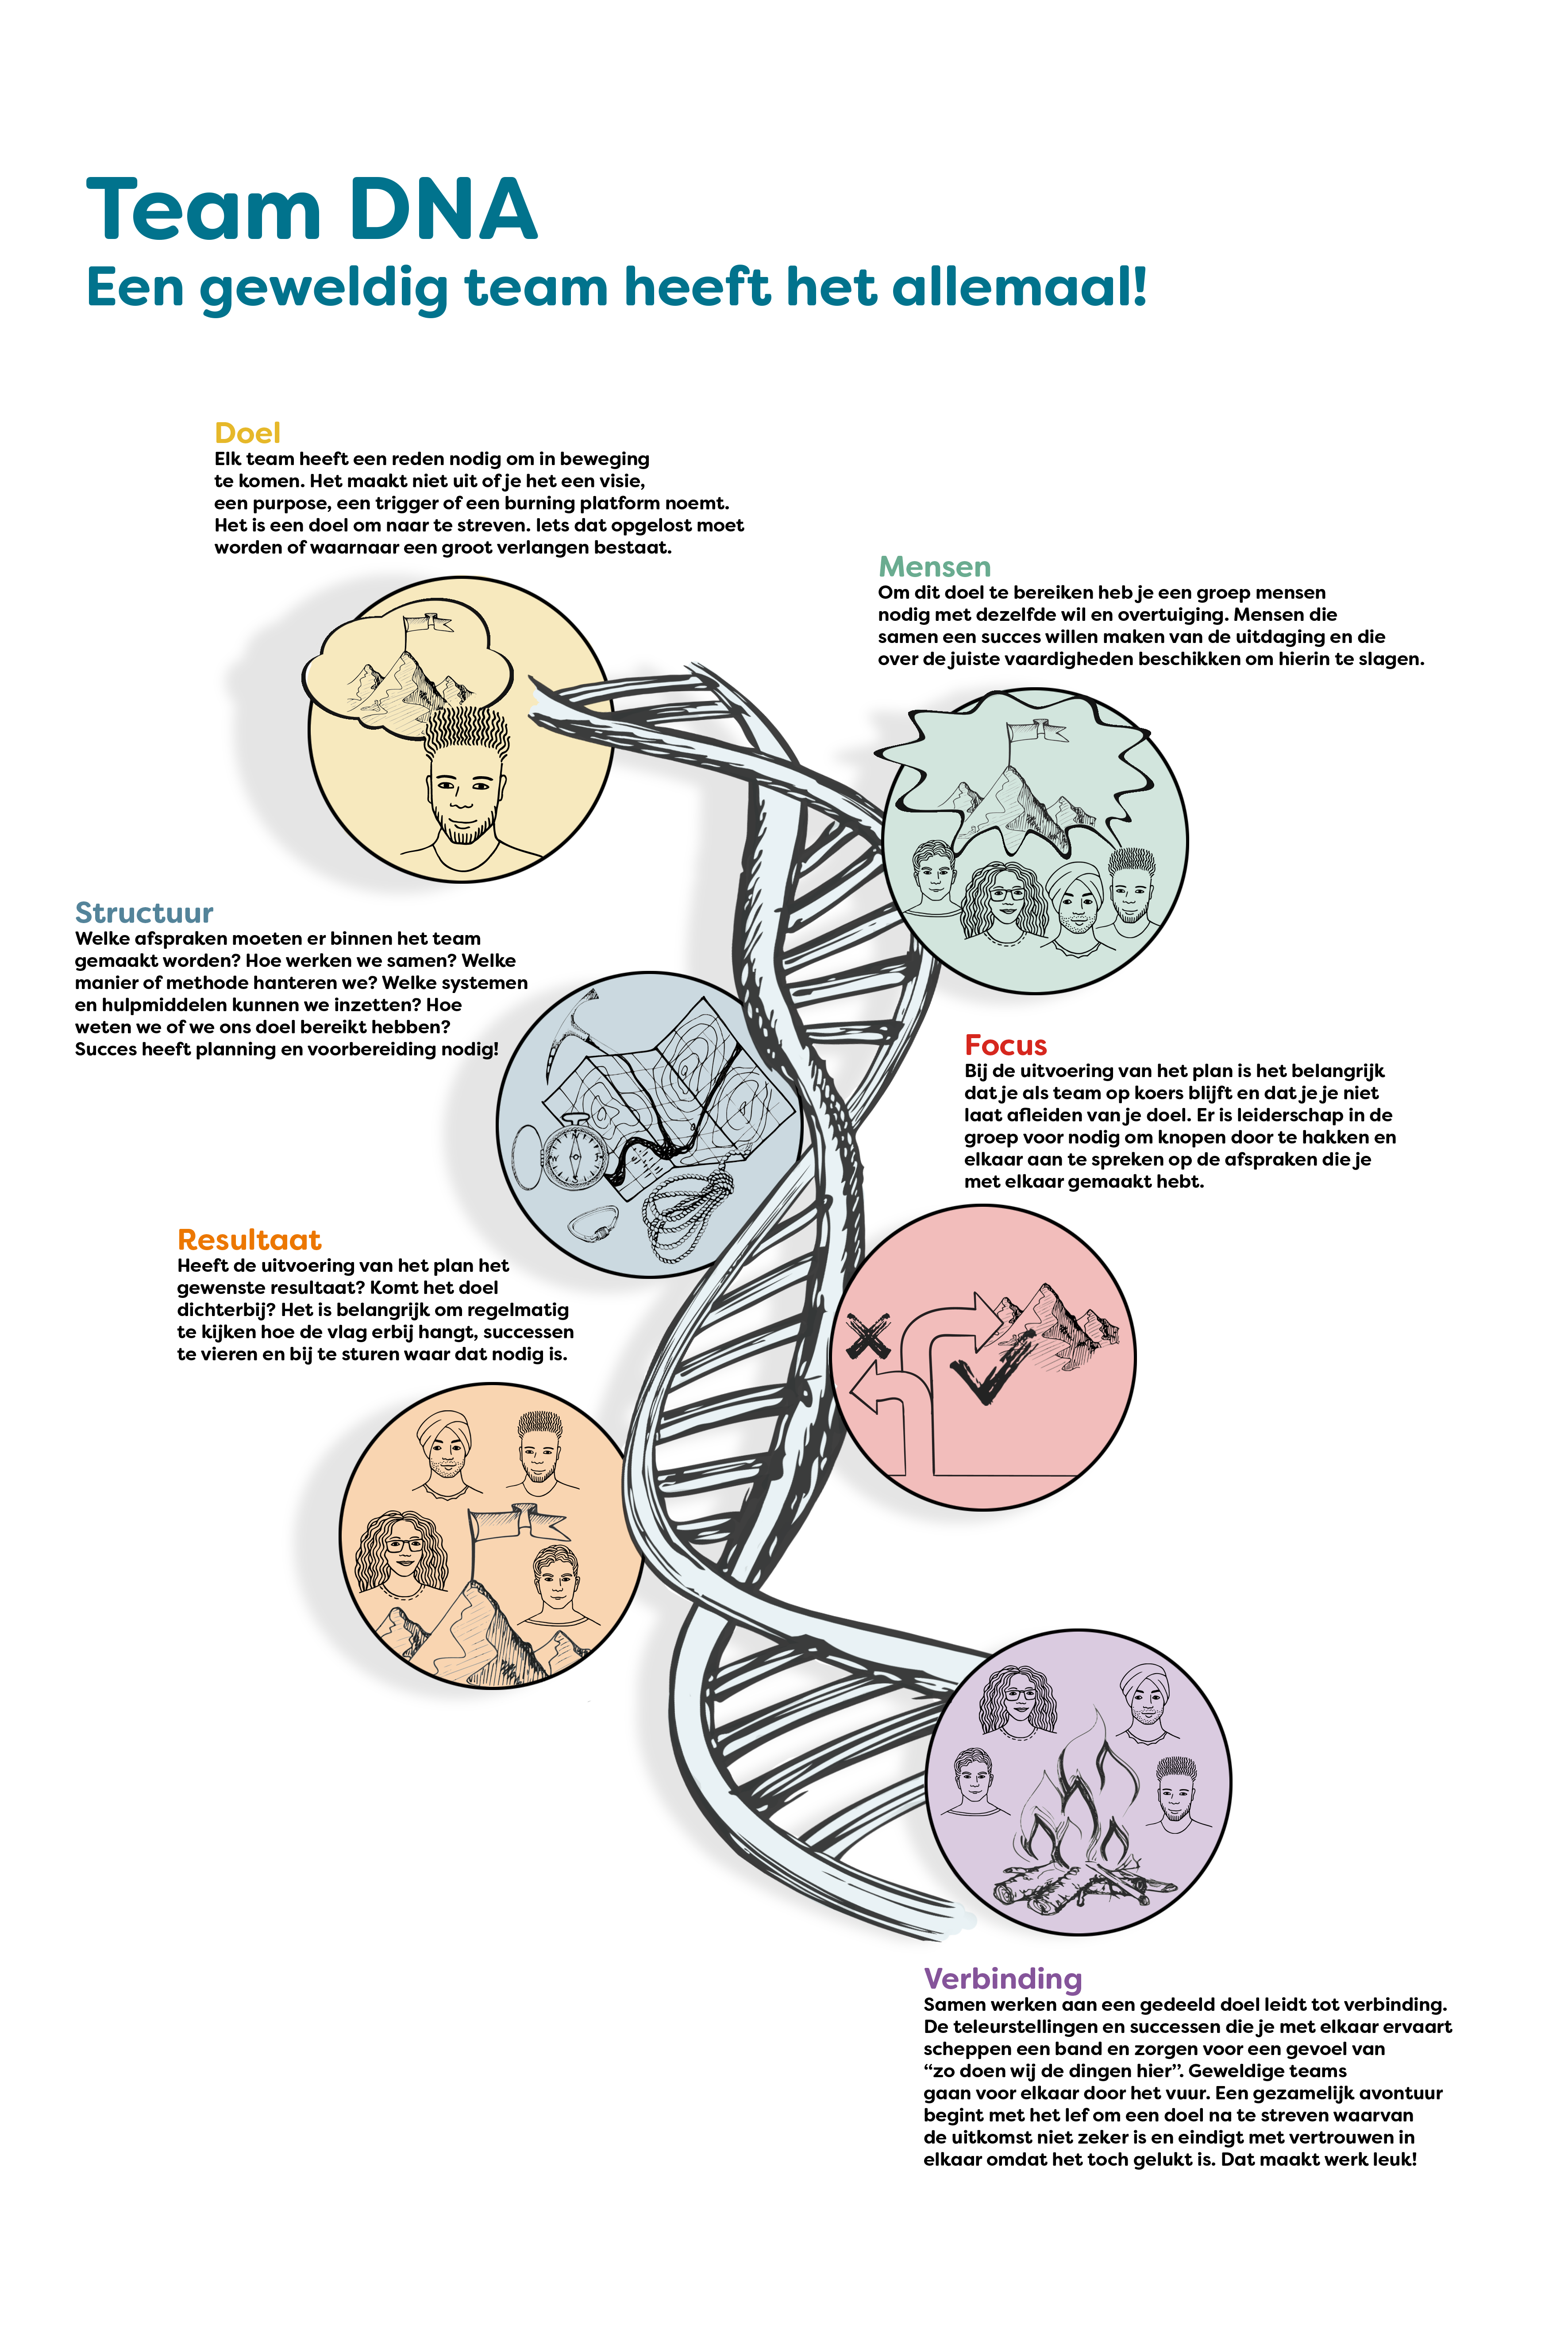 Team DNA
Een geweldig team heeft het allemaal!
Doel
Elk team heeft een reden nodig om in beweging
te komen. Het maakt niet uit of je het een visie,
een purpose, een trigger of een burning platform noemt.
Het is een doel om naar te streven. Iets dat opgelost moet
worden of waarnaar een groot verlangen bestaat.
Mensen
Om dit doel te bereiken heb je een groep mensen
nodig met dezelfde wil en overtuiging. Mensen die
samen een succes willen maken van de uitdaging en die
over de juiste vaardigheden beschikken om hierin te slagen.
Structuur
Welke afspraken moeten er binnen het team
gemaakt worden? Hoe werken we samen? Welke
manier of methode hanteren we? Welke systemen
en hulpmiddelen kunnen we inzetten? Hoe
weten we of we ons doel bereikt hebben?
Succes heeft planning en voorbereiding nodig!
Focus
Bij de uitvoering van het plan is het belangrijk
dat je als team op koers blijft en dat je je niet
laat afleiden van je doel. Er is leiderschap in de
groep voor nodig om knopen door te hakken en
elkaar aan te spreken op de afspraken die je
met elkaar gemaakt hebt.
Resultaat
Heeft de uitvoering van het plan het
gewenste resultaat? Komt het doel
dichterbij? Het is belangrijk om regelmatig
te kijken hoe de vlag erbij hangt, successen
te vieren en bij te sturen waar dat nodig is.
Verbinding
Samen werken aan een gedeeld doel leidt tot verbinding.
De teleurstellingen en successen die je met elkaar ervaart
scheppen een band en zorgen voor een gevoel van
“zo doen wij de dingen hier”. Geweldige teams
gaan voor elkaar door het vuur. Een gezamelijk avontuur
begint met het lef om een doel na te streven waarvan
de uitkomst niet zeker is en eindigt met vertrouwen in
elkaar omdat het toch gelukt is. Dat maakt werk leuk!